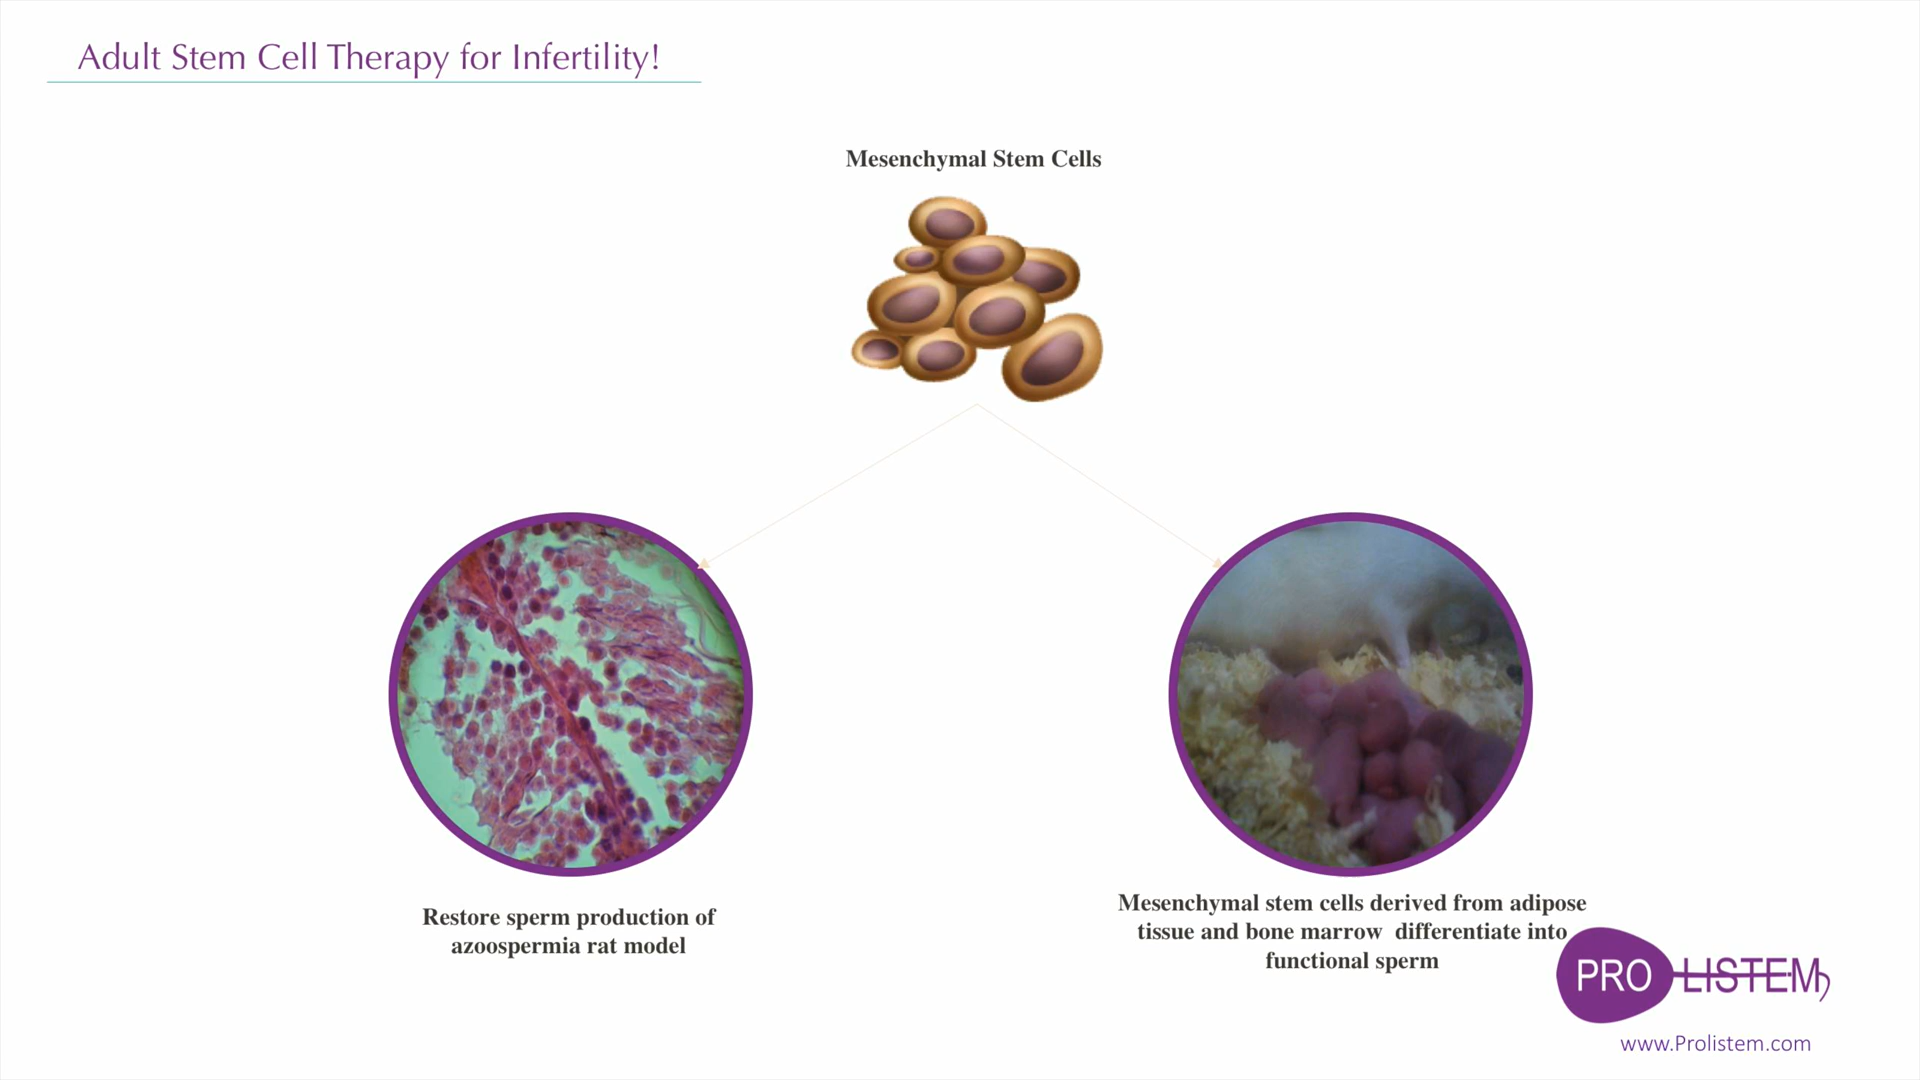 Adult Stem Cell Therapy for Infertility!
Mesenchymal Stem Cells
Restore sperm production of
azoospermia rat model
Mesenchymal stem cells derived from adipose
tissue and bone marrow  differentiate into
functional sperm
PRO LISTEM
www.Prolistem.com